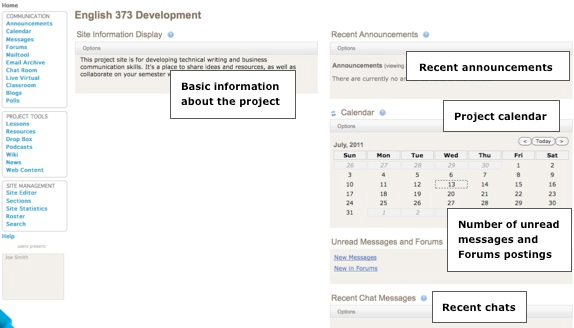 Home
COMMUNICATION
Announcements
Calendar
Messages
Forums
Mailtool
Email Archive
Chat Room
Live Virtual
Classroom
Blogs
Polls
PROJECT TOOLS
Lessons
Resources
Drop Box
Podcasts
Wiki
News
Web Content
SITE MANAGEMENT
Site Editor
Sections
Site Statistics
Roster
Search
Help
users present:
Joe Smith
English 373 Development
Site Information Display
Options
This project site is for developing technical writing and business
communication skills. It's a place to share ideas and resources, as well as
collaborate on your semester
Basic information
about the project
Recent Announcements
Options
Announcements (viewing
There are currently no an
Recent announcements
Calendar
Options
Project calendar
July, 2011
< Today >
Sun Mon Tue Wed Thu Fri Sat
26 27 28 29 30 1 2
3 4 5 6 7 8 9
10 11 12 13 14 15 16
17 18 19 20 21 22 23
24 25 26 27 28 29 30
31 1 2
Number of unread
messages and
Forums postings
Unread Messages and Forums
New Messages
New in Forums
Recent Chat Messages
Options
Recent chats